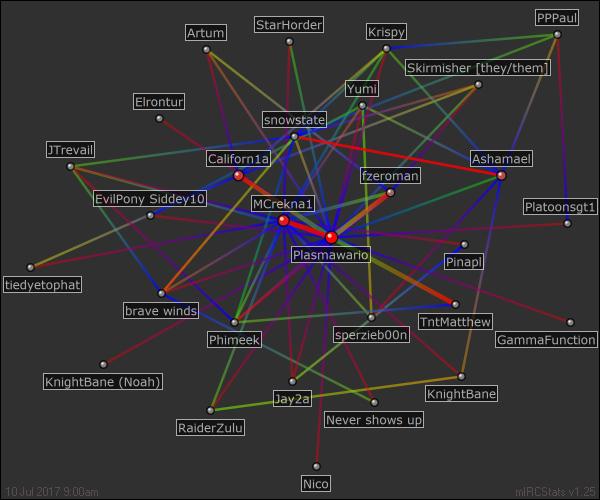 PPPaul
StarHorder
Artum
Krispy
Skirmisher [they/them]
Yumi
Elrontur
snowstate
JTrevail
Californ1a
Ashamael
fzeroman
EvilPony Siddey10
MCrekna1
Platoonsgt1
Plasmawario
Pinapl
tiedyetophat
brave winds
TntMatthew
Phimeek
sperzieb00n
GammaFunction
KnightBane (Noah)
KnightBane
Jay2a
Never shows up
RaiderZulu
Nico
10 Jul 2017 9:00am
mIRCStats v1.25